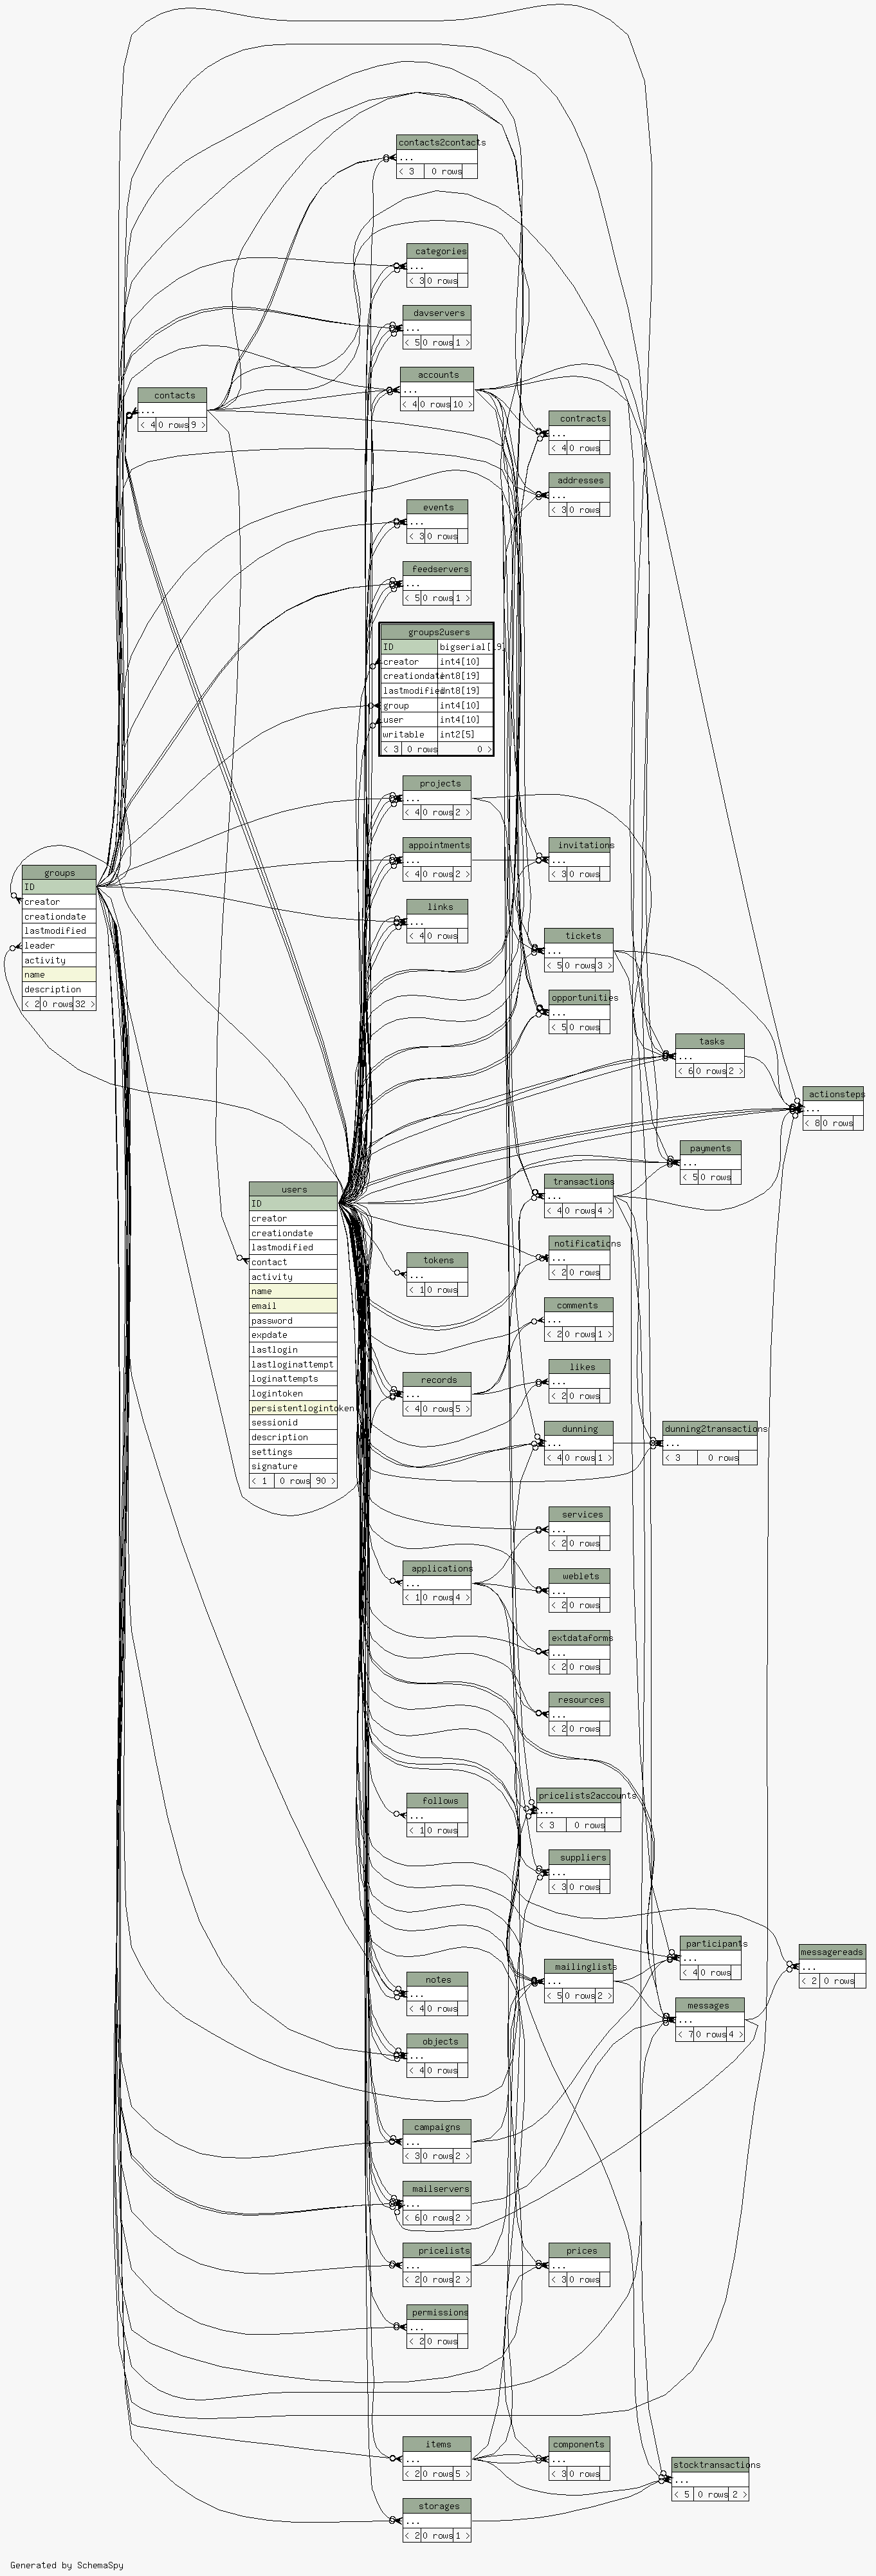 contacts2contacts
...
< 3 0 rows
categories
...
< 3 0 rows
davservers
...
< 5 0 rows 1 >
accounts
...
< 4 0 rows 10 >
contacts
...
< 4 0 rows 9 >
contracts
...
< 4 0 rows
addresses
...
< 3 0 rows
events
...
< 3 0 rows
feedservers
...
< 5 0 rows 1 >
groups2users
ID bigserial[19]
creator int4[10]
creationdate int8[19]
lastmodified int8[19]
group int4[10]
user int4[10]
writable int2[5]
< 3 0 rows 0 >
projects
...
< 4 0 rows 2 >
appointments
...
< 4 0 rows 2 >
invitations
...
< 3 0 rows
groups
ID
creator
creationdate
lastmodified
leader
activity
name
description
< 2 0 rows 32 >
links
...
< 4 0 rows
tickets
...
< 5 0 rows 3 >
opportunities
...
< 5 0 rows
tasks
...
< 6 0 rows 2 >
actionsteps
...
< 8 0 rows
payments
...
< 5 0 rows
users
ID
creator
creationdate
lastmodified
contact
activity
name
email
password
expdate
lastlogin
lastloginattempt
loginattempts
logintoken
persistentlogintoken
sessionid
description
settings
signature
< 1 0 rows 90 >
transactions
...
< 4 0 rows 4 >
notifications
...
< 2 0 rows
tokens
...
< 1 0 rows
comments
...
< 2 0 rows 1 >
records
...
< 4 0 rows 5 >
likes
...
< 2 0 rows
dunning
...
< 4 0 rows 1 >
dunning2transactions
...
< 3 0 rows
services
...
< 2 0 rows
applications
...
< 1 0 rows 4 >
weblets
...
< 2 0 rows
extdataforms
...
< 2 0 rows
resources
...
< 2 0 rows
follows
...
< 1 0 rows
pricelists2accounts
...
< 3 0 rows
suppliers
...
< 3 0 rows
participants
...
< 4 0 rows
messagereads
...
< 2 0 rows
mailinglists
...
< 5 0 rows 2 >
notes
...
< 4 0 rows
messages
...
< 7 0 rows 4 >
objects
...
< 4 0 rows
campaigns
...
< 3 0 rows 2 >
mailservers
...
< 6 0 rows 2 >
pricelists
...
< 2 0 rows 2 >
prices
...
< 3 0 rows
permissions
...
< 2 0 rows
items
...
< 2 0 rows 5 >
components
...
< 3 0 rows
stocktransactions
...
< 5 0 rows 2 >
storages
...
< 2 0 rows 1 >
Generated by SchemaSpy